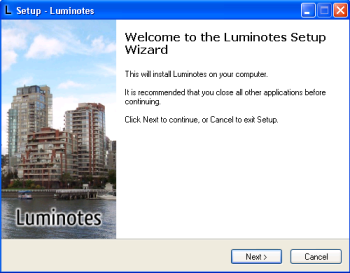 L Setup - Luminotes
Welcome to the Luminotes Setup
Wizard
This will install Luminotes on your computer.
It is recommended that you close all other applications before
continuing.
Click Next to continue, or Cancel to exit Setup.
Luminotes
Next >
Cancel